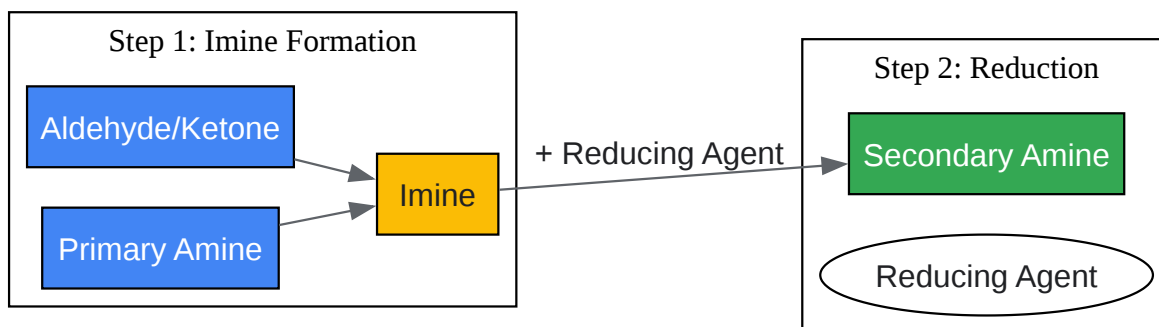 Step 1: Imine Formation
Aldehyde/Ketone
Primary Amine
Imine
+ Reducing Agent
Step 2: Reduction
Secondary Amine
Reducing Agent